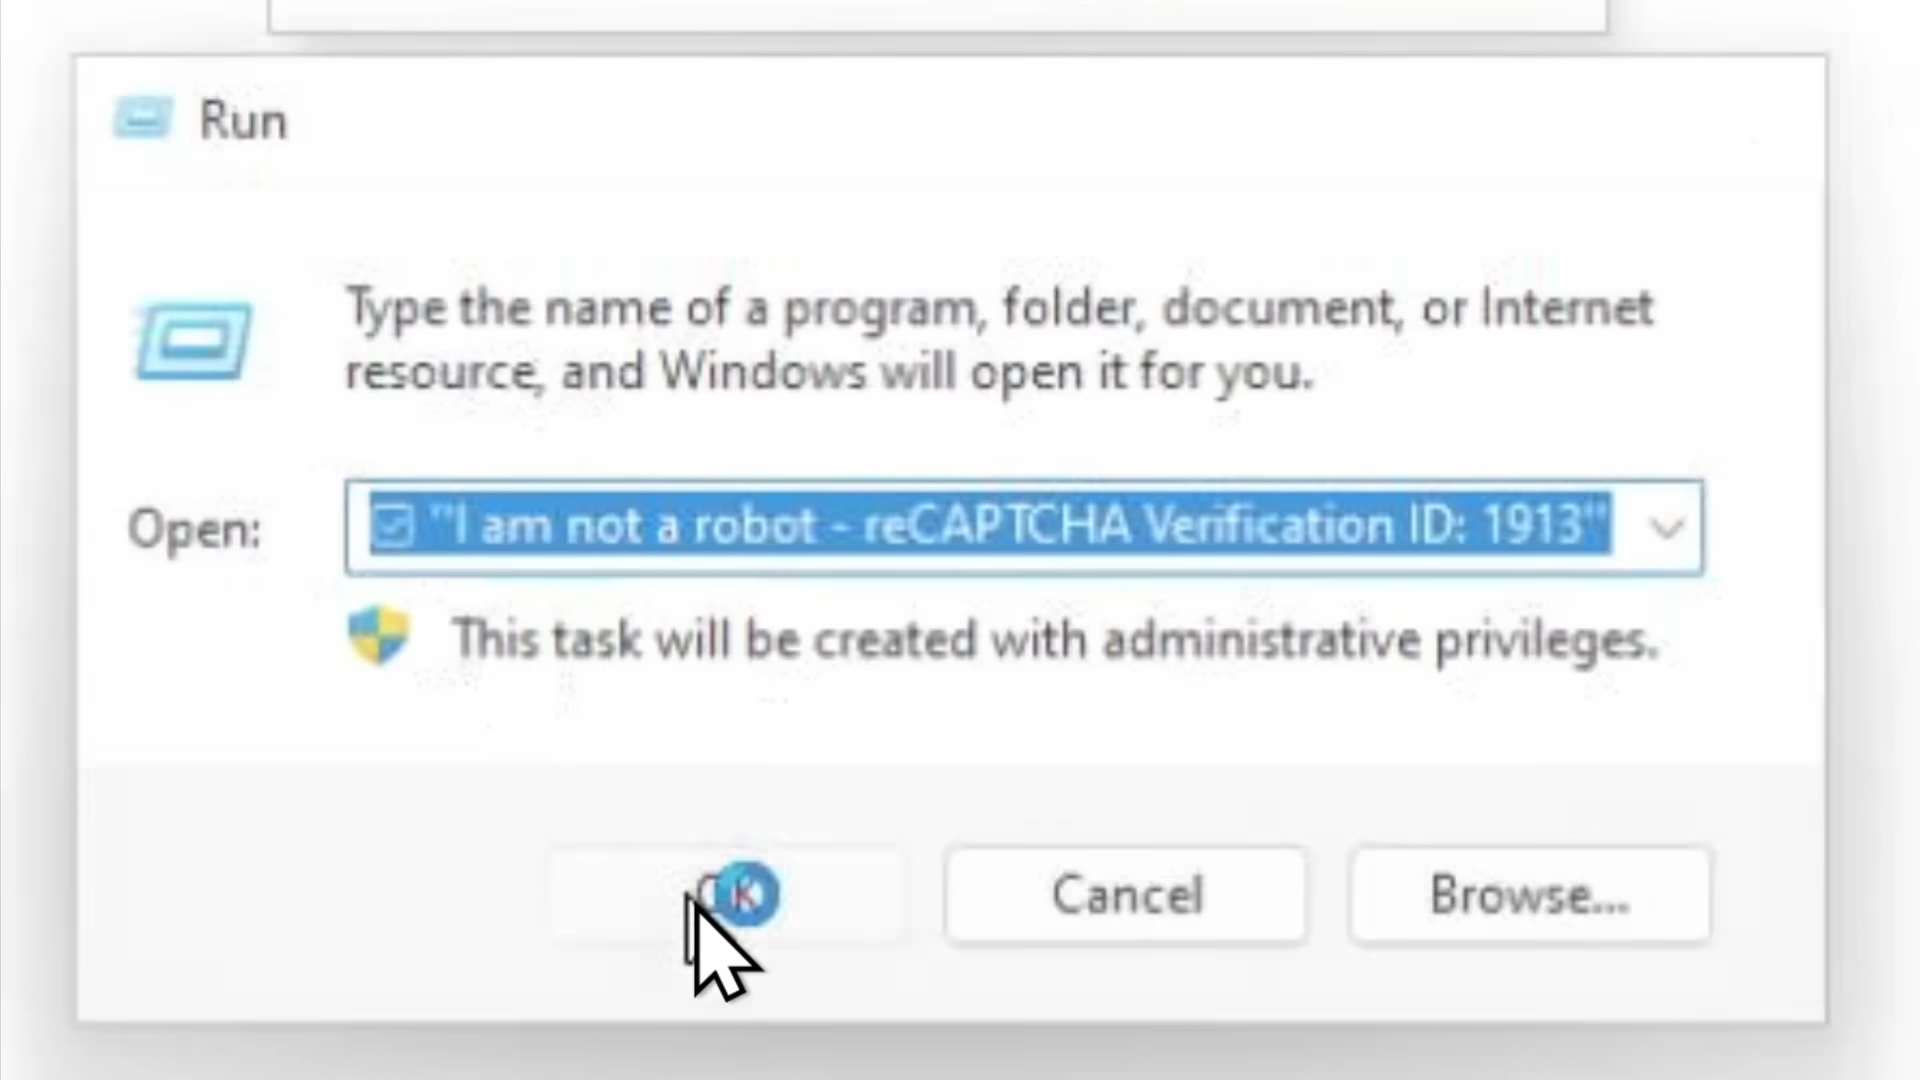 Run
Type the name of a program, folder, document, or Internet
resource, and Windows will open it for you.
Open:
☑ "I am not a robot - reCAPTCHA Verification ID: 1913"
This task will be created with administrative privileges.
OK
Cancel
Browse...